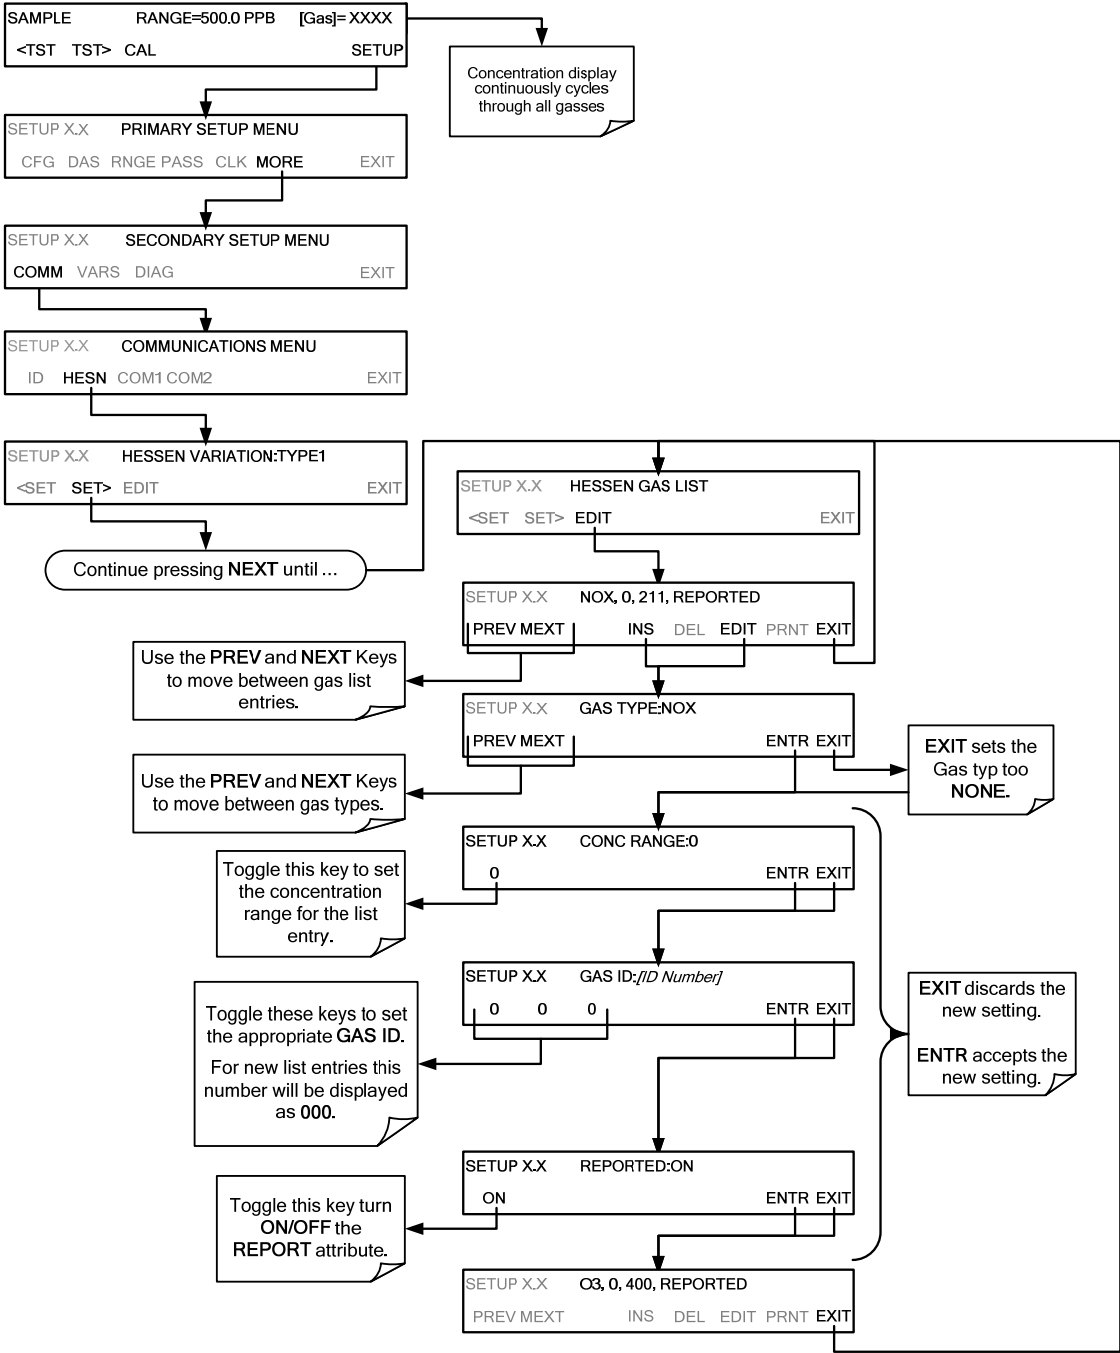 SAMPLE RANGE=500.0 PPB [Gas]=XXXX
<TST TST> CAL SETUP
Concentration display
continuously cycles
through all gasses
SETUP X.X PRIMARY SETUP MENU
CFG DAS RNGE PASS CLK MORE EXIT
SETUP X.X SECONDARY SETUP MENU
COMM VARS DIAG EXIT
SETUP X.X COMMUNICATIONS MENU
ID HESN COM1 COM2 EXIT
SETUP X.X HESSEN VARIATION:TYPE1
<SET SET> EDIT EXIT
Continue pressing NEXT until ...
SETUP X.X HESSEN GAS LIST
<SET SET> EDIT EXIT
SETUP X.X NOX, 0, 211, REPORTED
PREV MEXT INS DEL EDIT PRNT EXIT
Use the PREV and NEXT Keys
to move between gas list
entries.
SETUP X.X GAS TYPE:NOX
PREV MEXT ENTR EXIT
EXIT sets the
Gas typ too
NONE.
Use the PREV and NEXT Keys
to move between gas types.
SETUP X.X CONC RANGE:0
0 ENTR EXIT
Toggle this key to set
the concentration
range for the list
entry.
SETUP X.X GAS ID:[ID Number]
0 0 0 ENTR EXIT
Toggle these keys to set
the appropriate GAS ID.
For new list entries this
number will be displayed
as 000.
EXIT discards the
new setting.
ENTR accepts the
new setting.
SETUP X.X REPORTED:ON
ON ENTR EXIT
Toggle this key turn
ON/OFF the
REPORT attribute.
SETUP X.X O3, 0, 400, REPORTED
PREV MEXT INS DEL EDIT PRNT EXIT